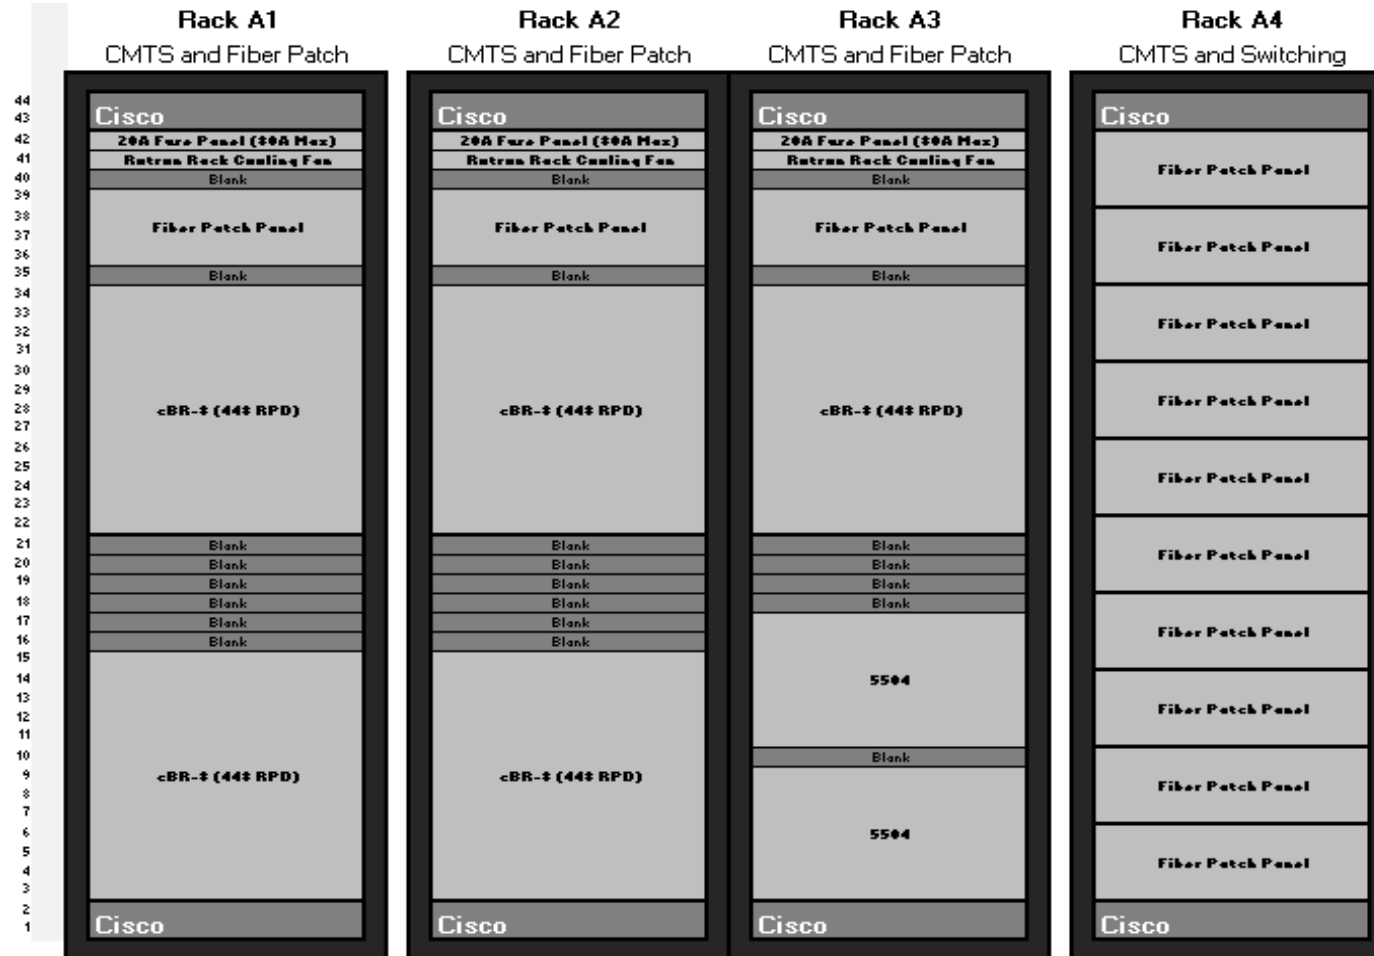 44
43
42
41
40
39
38
37
36
35
34
33
32
31
30
29
28
27
26
25
24
23
22
21
20
19
18
17
16
15
14
13
12
11
10
9
8
7
6
5
4
3
2
1
Rack A1
CMTS and Fiber Patch
Cisco
20A Fuse Panel (80A Max)
Rotron Rack Cooling Fan
Blank
Fiber Patch Panel
Blank
cBR-8 (448 RPD)
Blank
Blank
Blank
Blank
Blank
Blank
cBR-8 (448 RPD)
Cisco
Rack A2
CMTS and Fiber Patch
Cisco
20A Fuse Panel (80A Max)
Rotron Rack Cooling Fan
Blank
Fiber Patch Panel
Blank
cBR-8 (448 RPD)
Blank
Blank
Blank
Blank
Blank
Blank
cBR-8 (448 RPD)
Cisco
Rack A3
CMTS and Fiber Patch
Cisco
20A Fuse Panel (80A Max)
Rotron Rack Cooling Fan
Blank
Fiber Patch Panel
Blank
cBR-8 (448 RPD)
Blank
Blank
Blank
Blank
5504
Blank
5504
Cisco
Rack A4
CMTS and Switching
Cisco
Fiber Patch Panel
Fiber Patch Panel
Fiber Patch Panel
Fiber Patch Panel
Fiber Patch Panel
Fiber Patch Panel
Fiber Patch Panel
Fiber Patch Panel
Fiber Patch Panel
Fiber Patch Panel
Cisco